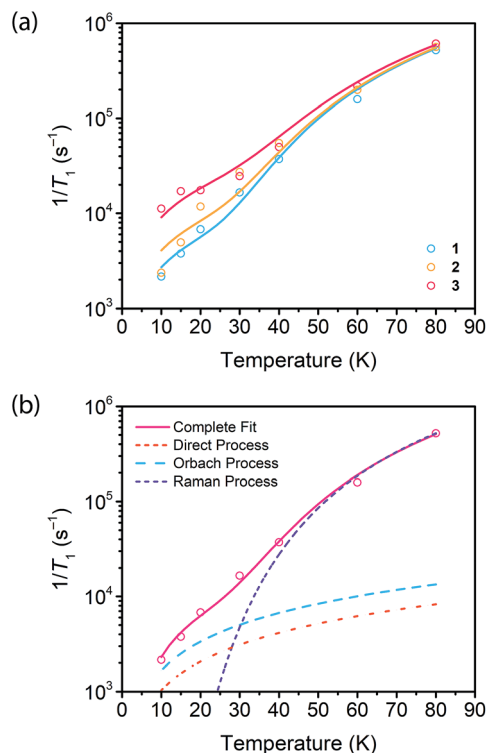 (a)
10⁶
10⁵
10⁴
10³
1/T₁ (s⁻¹)
1
2
3
0 10 20 30 40 50 60 70 80 90
Temperature (K)
(b)
10⁶
10⁵
10⁴
10³
1/T₁ (s⁻¹)
Complete Fit
Direct Process
Orbach Process
Raman Process
0 10 20 30 40 50 60 70 80 90
Temperature (K)